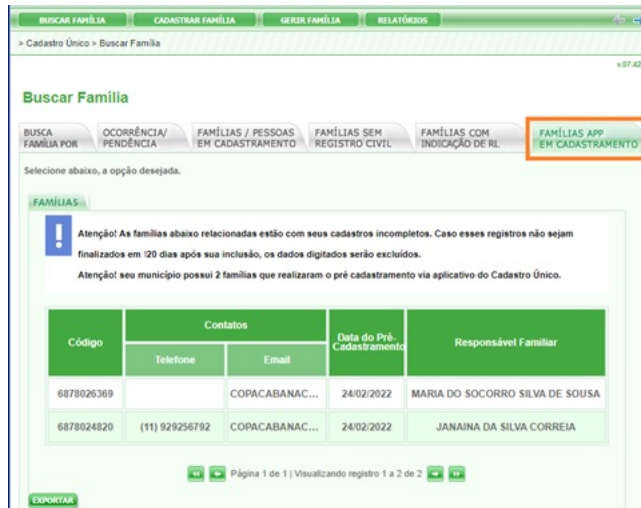 BUSCAR FAMÍLIA CADASTRAR FAMÍLIA GERIR FAMÍLIA RELATÓRIOS
> Cadastro Único > Buscar Família
v.07.42
Buscar Família
BUSCA FAMÍLIA POR
OCORRÊNCIA/ PENDÊNCIA
FAMÍLIAS / PESSOAS EM CADASTRAMENTO
FAMÍLIAS SEM REGISTRO CIVIL
FAMÍLIAS COM INDICAÇÃO DE RL
FAMÍLIAS APP EM CADASTRAMENTO
Selecione abaixo, a opção desejada.
FAMÍLIAS
Atenção! As famílias abaixo relacionadas estão com seus cadastros incompletos. Caso esses registros não sejam
finalizados em 120 dias após sua inclusão, os dados digitados serão excluídos.
Atenção! seu município possui 2 famílias que realizaram o pré cadastramento via aplicativo do Cadastro Único.
Código Contatos Data do Pré-Cadastramento Responsável Familiar
Telefone Email
6878026369 COPACABANAC... 24/02/2022 MARIA DO SOCORRO SILVA DE SOUSA
6878024820 (11) 929256792 COPACABANAC... 24/02/2022 JANAINA DA SILVA CORREIA
Página 1 de 1 | Visualizando registro 1 a 2 de 2
EXPORTAR